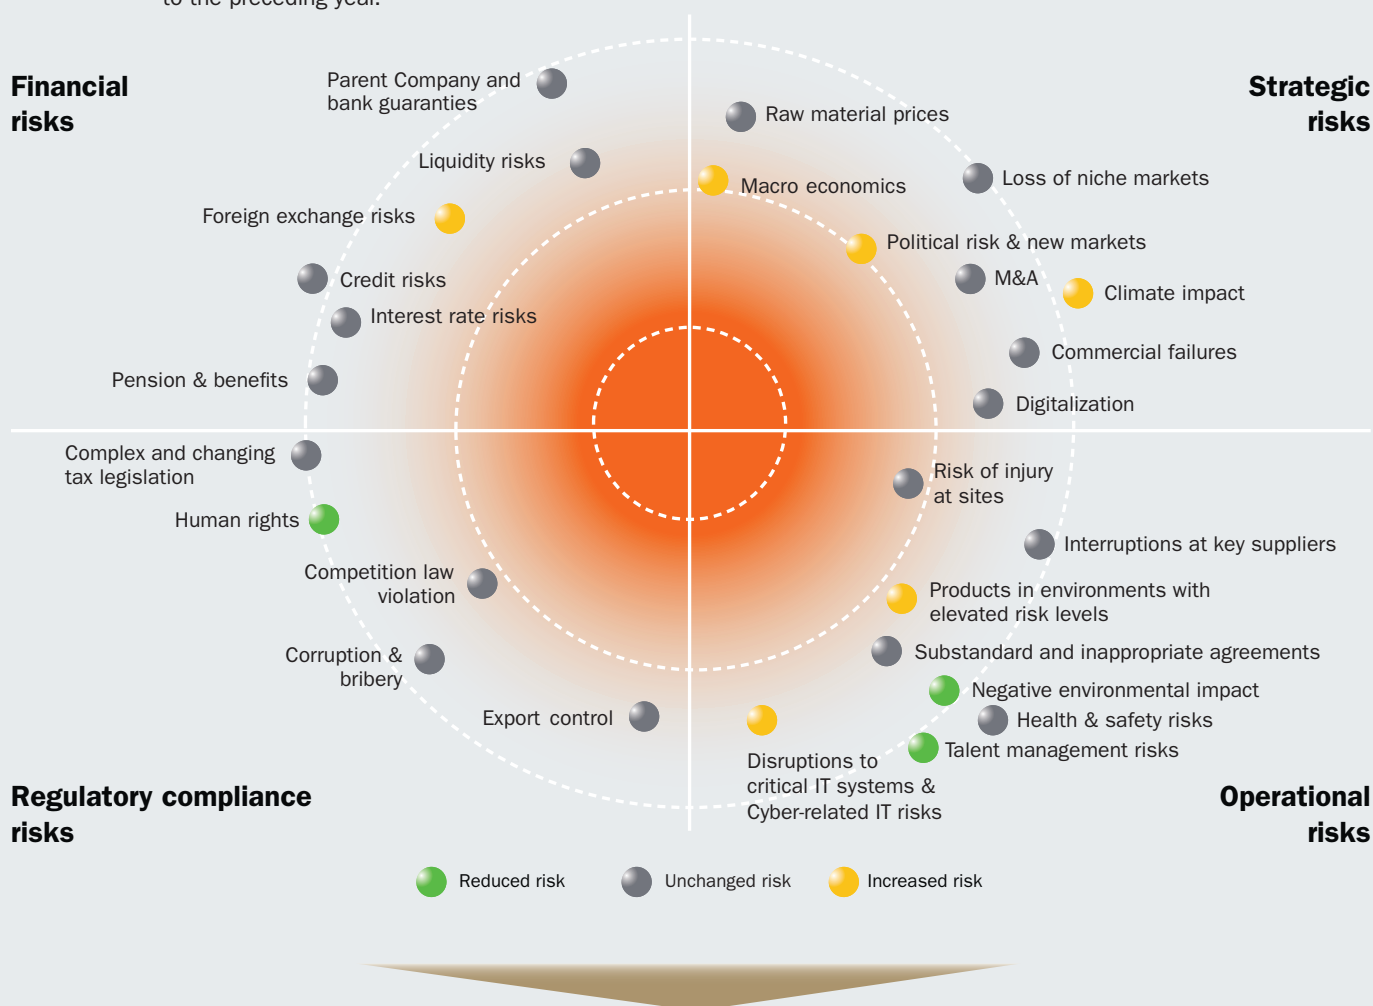 to the preceding year.
Financial
risks
Strategic
risks
Parent Company and
bank guaranties
Liquidity risks
Foreign exchange risks
Credit risks
Interest rate risks
Pension & benefits
Raw material prices
Macro economics
Loss of niche markets
Political risk & new markets
M&A
Climate impact
Commercial failures
Digitalization
Complex and changing
tax legislation
Human rights
Competition law
violation
Corruption &
bribery
Export control
Risk of injury
at sites
Interruptions at key suppliers
Products in environments with
elevated risk levels
Substandard and inappropriate agreements
Negative environmental impact
Health & safety risks
Talent management risks
Disruptions to
critical IT systems &
Cyber-related IT risks
Regulatory compliance
risks
Operational
risks
Reduced risk
Unchanged risk
Increased risk